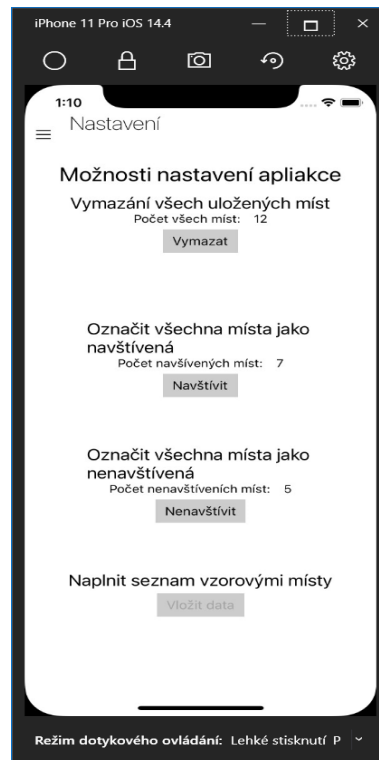 iPhone 11 Pro iOS 14.4
1:10
Nastavení
Možnosti nastavení apliakce
Vymazání všech uložených míst
Počet všech míst: 12
Vymazat
Označit všechna místa jako
navštívená
Počet navšívených míst: 7
Navštívit
Označit všechna místa jako
nenavštívená
Počet nenavštíveních míst: 5
Nenavštívit
Naplnit seznam vzorovými místy
Vložit data
Režim dotykového ovládání: Lehké stisknutí P